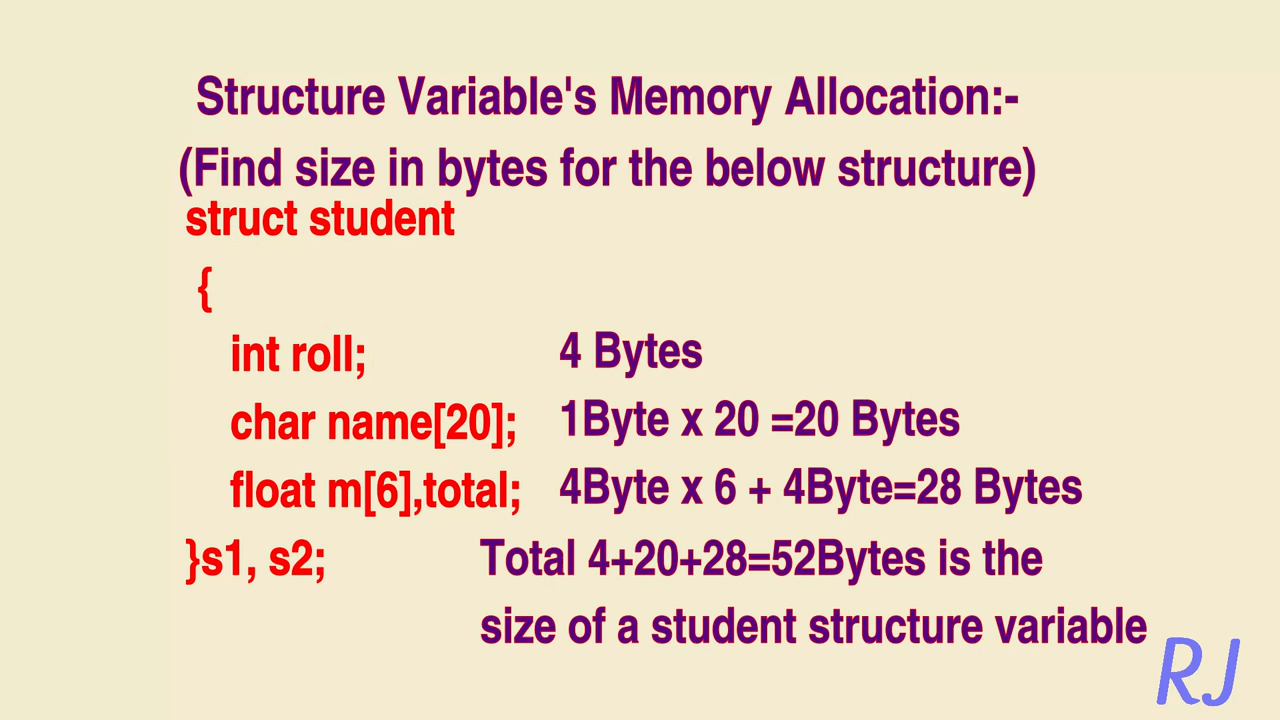 Structure Variable's Memory Allocation:-
(Find size in bytes for the below structure)
struct student
{
int roll; 4 Bytes
char name[20]; 1Byte x 20 =20 Bytes
float m[6],total; 4Byte x 6 + 4Byte=28 Bytes
}s1, s2; Total 4+20+28=52Bytes is the
size of a student structure variable
RJ